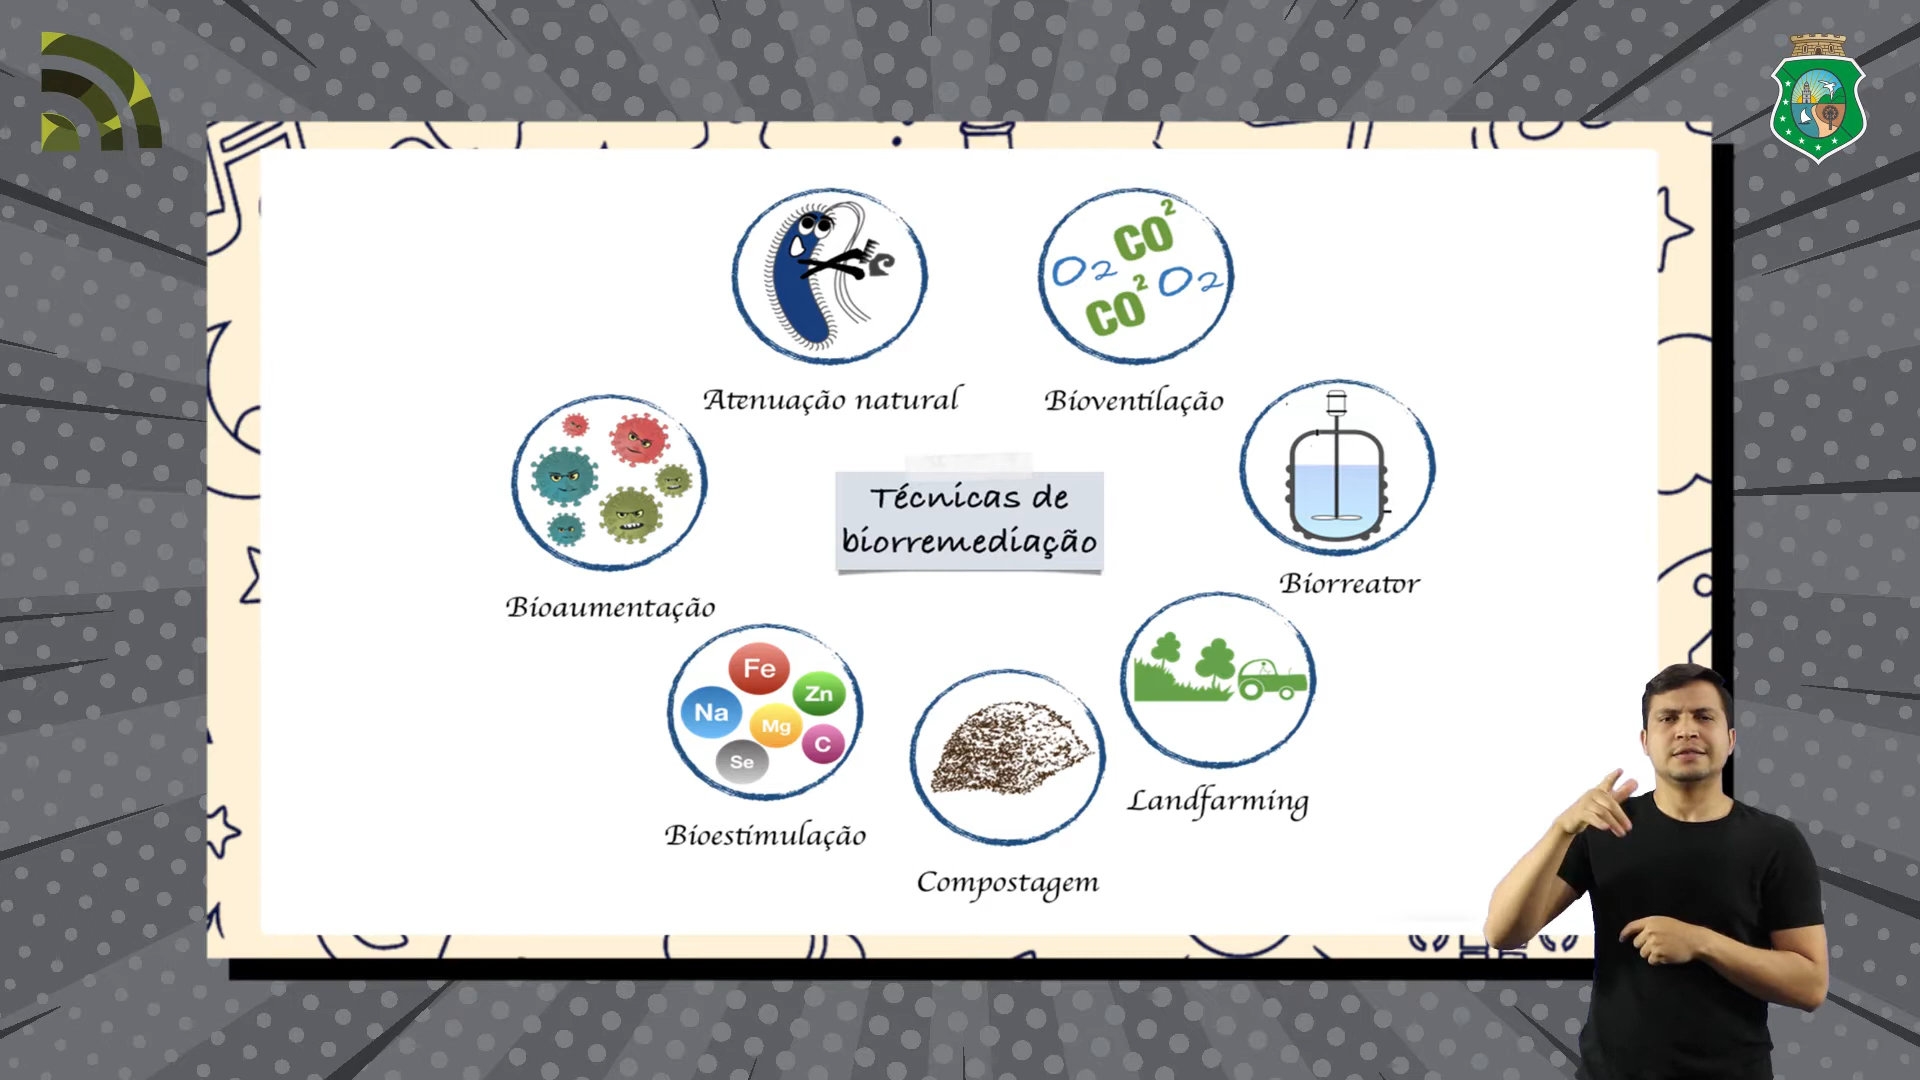 CO²
O2
O2
CO²
Atenuação natural
Bioventilação
Técnicas de
biorremediação
Biorreator
Bioaumentação
Fe
Zn
Na
Mg
C
Se
Landfarming
Bioestimulação
Compostagem